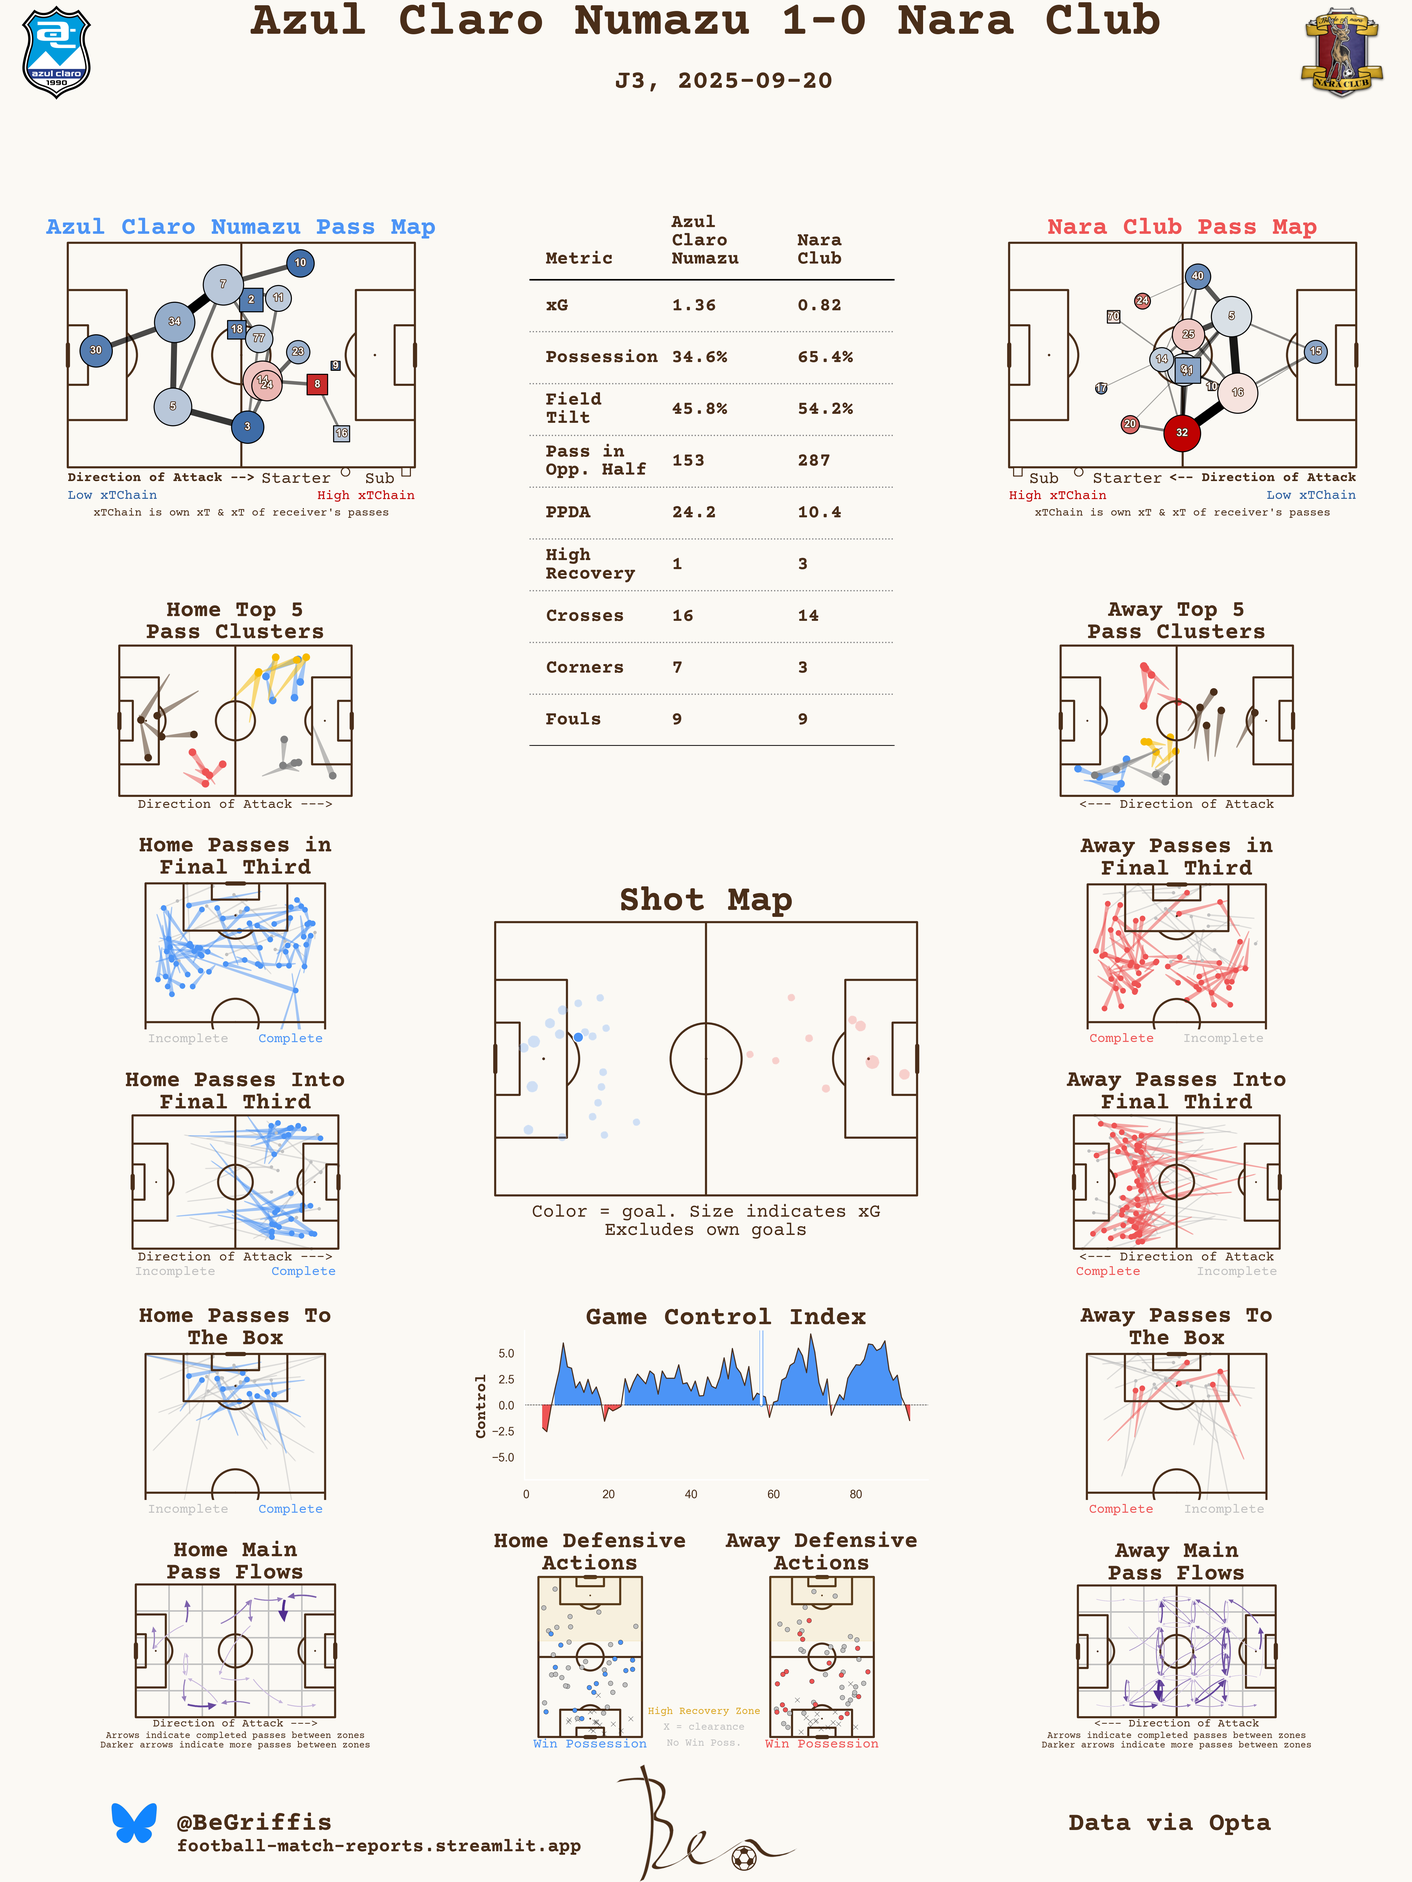 Azul Claro Numazu 1-0 Nara Club
J3, 2025-09-20
azul claro
1990
NARA CLUB
Azul Claro Numazu Pass Map
10
7
2
11
34
18
77
30
23
9
14
24
8
5
3
16
Direction of Attack --> Starter Sub
Low xTChain High xTChain
xTChain is own xT & xT of receiver's passes
Metric Azul Claro Numazu Nara Club
xG 1.36 0.82
Possession 34.6% 65.4%
Field Tilt 45.8% 54.2%
Pass in Opp. Half 153 287
PPDA 24.2 10.4
High Recovery 1 3
Crosses 16 14
Corners 7 3
Fouls 9 9
Nara Club Pass Map
40
24
70
5
25
15
14
41
17
10
16
20
32
Sub Starter <-- Direction of Attack
High xTChain Low xTChain
xTChain is own xT & xT of receiver's passes
Home Top 5
Pass Clusters
Direction of Attack --->
Away Top 5
Pass Clusters
<--- Direction of Attack
Home Passes in
Final Third
Incomplete Complete
Away Passes in
Final Third
Complete Incomplete
Shot Map
Color = goal. Size indicates xG
Excludes own goals
Home Passes Into
Final Third
Direction of Attack --->
Incomplete Complete
Away Passes Into
Final Third
<--- Direction of Attack
Complete Incomplete
Home Passes To
The Box
Incomplete Complete
Game Control Index
Control
5.0
2.5
0.0
−2.5
−5.0
0 20 40 60 80
Away Passes To
The Box
Complete Incomplete
Home Main
Pass Flows
Direction of Attack --->
Arrows indicate completed passes between zones
Darker arrows indicate more passes between zones
Home Defensive
Actions
Win Possession
High Recovery Zone
X = clearance
No Win Poss.
Away Defensive
Actions
Win Possession
Away Main
Pass Flows
<--- Direction of Attack
Arrows indicate completed passes between zones
Darker arrows indicate more passes between zones
@BeGriffis
football-match-reports.streamlit.app
Ben
Data via Opta